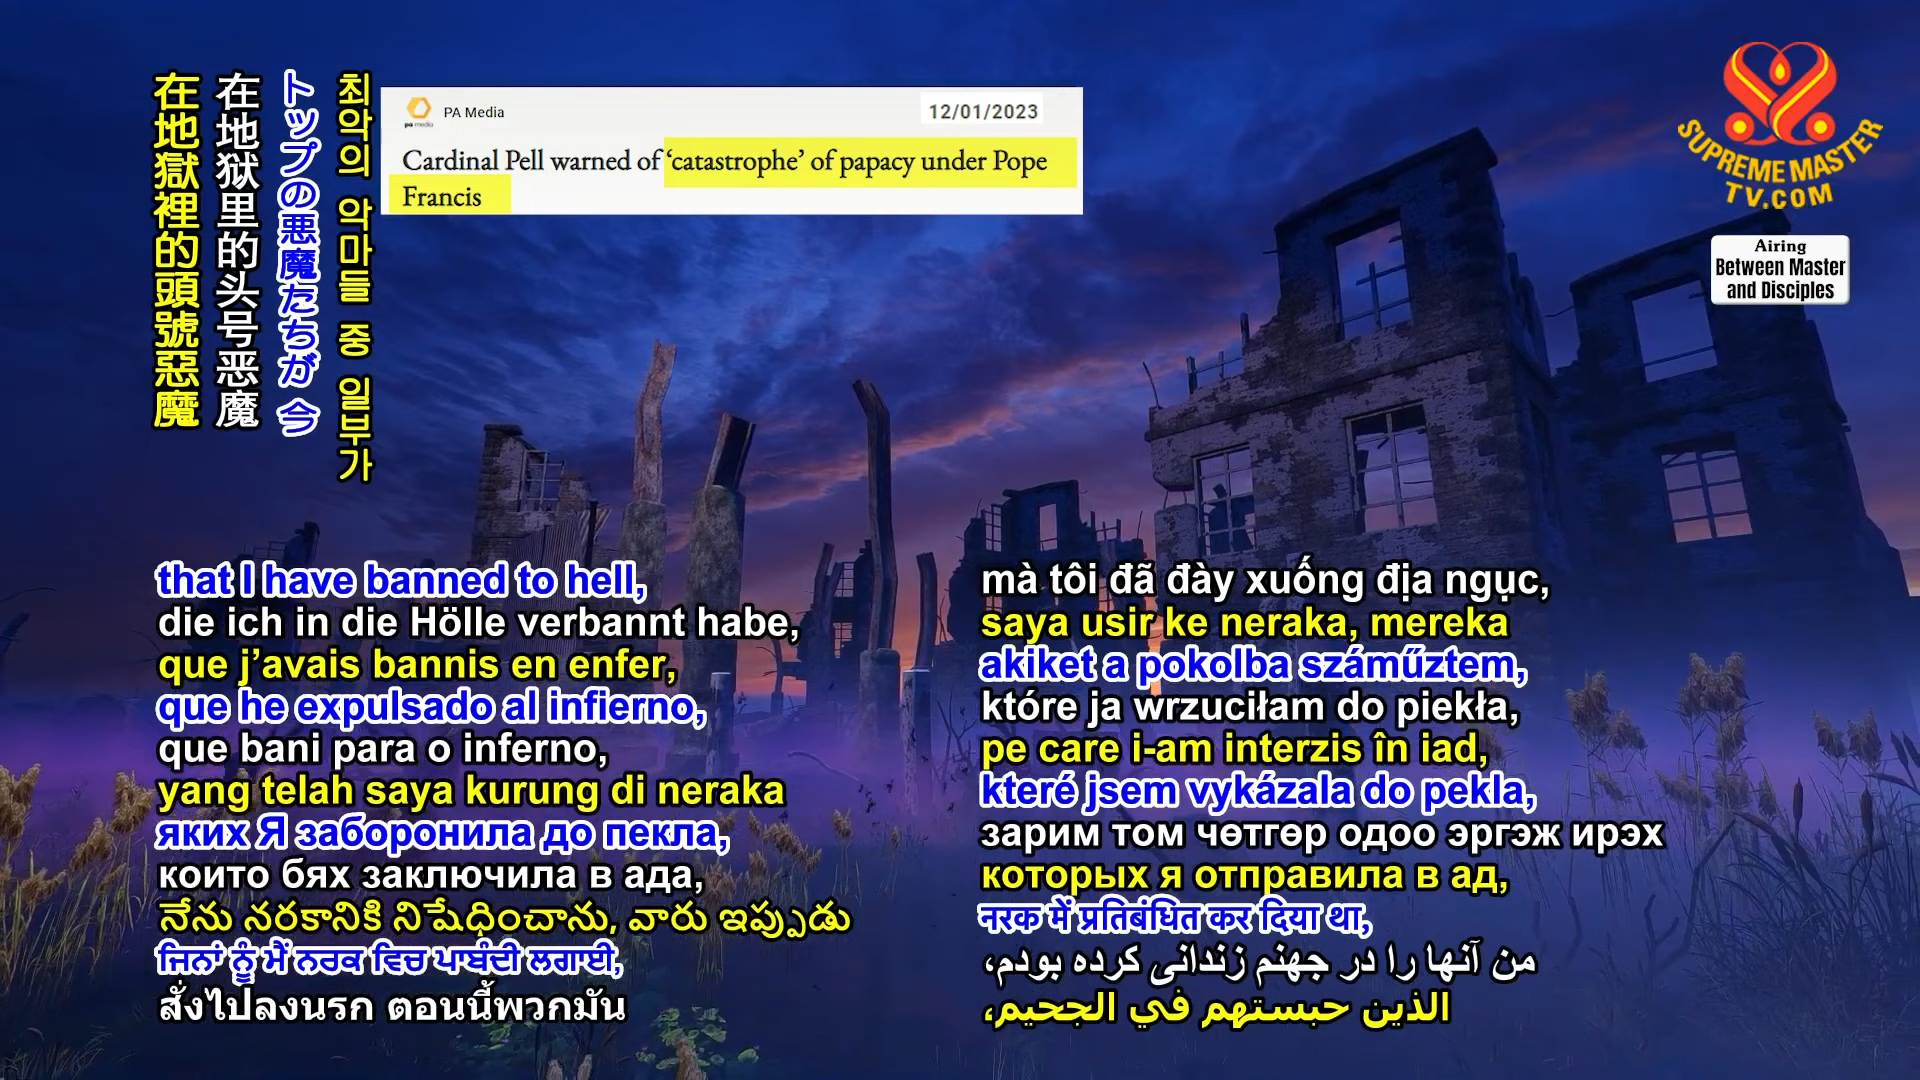 在地獄裡的頭號惡魔
在地狱里的头号恶魔
トップの悪魔たちが 今
최악의 악마들 중 일부가
pa media
PA Media
12/01/2023
Cardinal Pell warned of ‘catastrophe’ of papacy under Pope
Francis
SUPREME MASTER
TV.COM
Airing
Between Master
and Disciples
that I have banned to hell,
die ich in die Hölle verbannt habe,
que j’avais bannis en enfer,
que he expulsado al infierno,
que bani para o inferno,
yang telah saya kurung di neraka
яких Я заборонила до пекла,
които бях заключила в ада,
నేను నరకానికి నిషేధించాను, వారు ఇప్పుడు
ਜਿਨਾਂ ਨੂੰ ਮੈਂ ਨਰਕ ਵਿਚ ਪਾਬੰਦੀ ਲਗਾਈ,
สั่งไปลงนรก ตอนนี้พวกมัน
mà tôi đã đày xuống địa ngục,
saya usir ke neraka, mereka
akiket a pokolba száműztem,
które ja wrzuciłam do piekła,
pe care i-am interzis în iad,
které jsem vykázala do pekla,
зарим том чөтгөр одоо эргэж ирэх
которых я отправила в ад,
नरक में प्रतिबंधित कर दिया था,
من آنها را در جهنم زندانی کرده بودم،
الذين حبستهم في الجحيم،